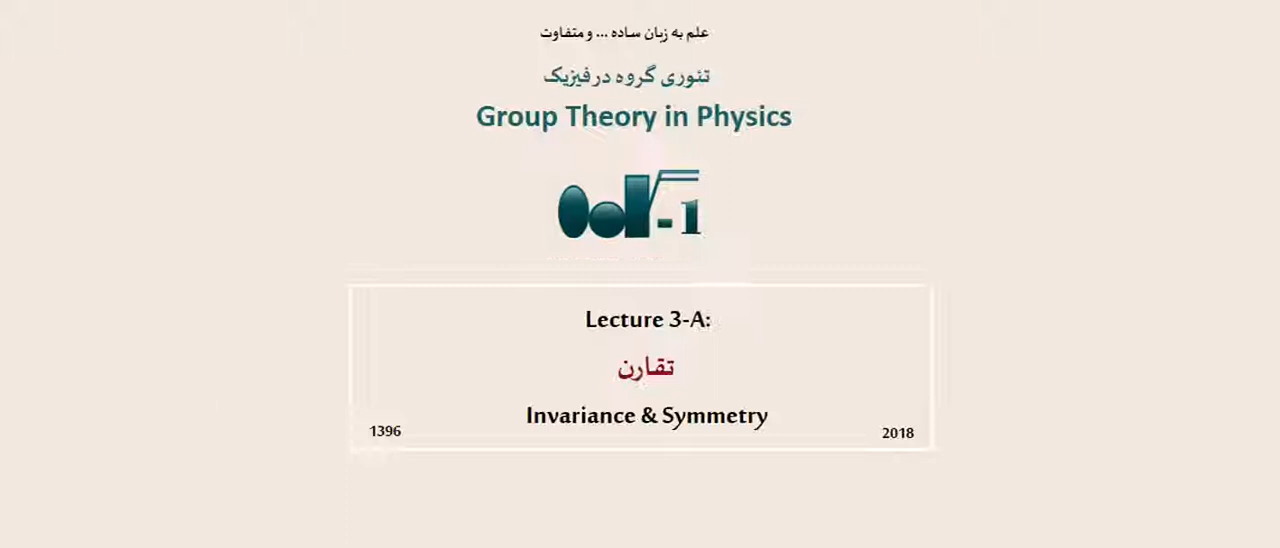 علم به زبان ساده ... و متفاوت
تئوری گروه در فیزیک
Group Theory in Physics
√-1
Lecture 3-A:
تقارن
Invariance & Symmetry
1396
2018